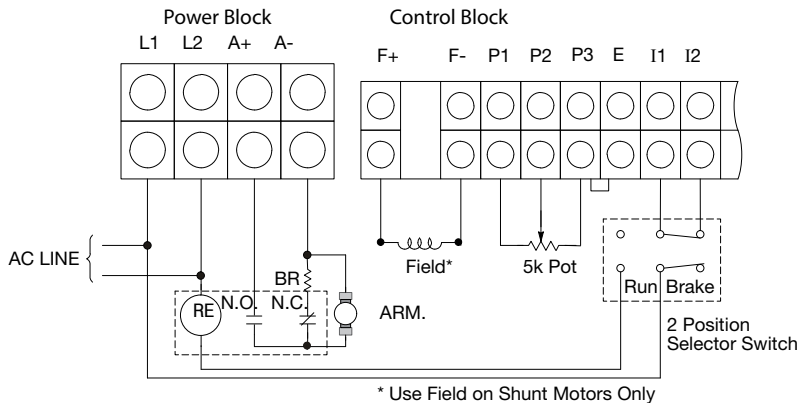 Power Block
Control Block
L1 L2 A+ A-
F+ F- P1 P2 P3 E I1 I2
AC LINE
Field*
5k Pot
BR
RE
N.O.
N.C.
ARM.
Run Brake
2 Position
Selector Switch
* Use Field on Shunt Motors Only